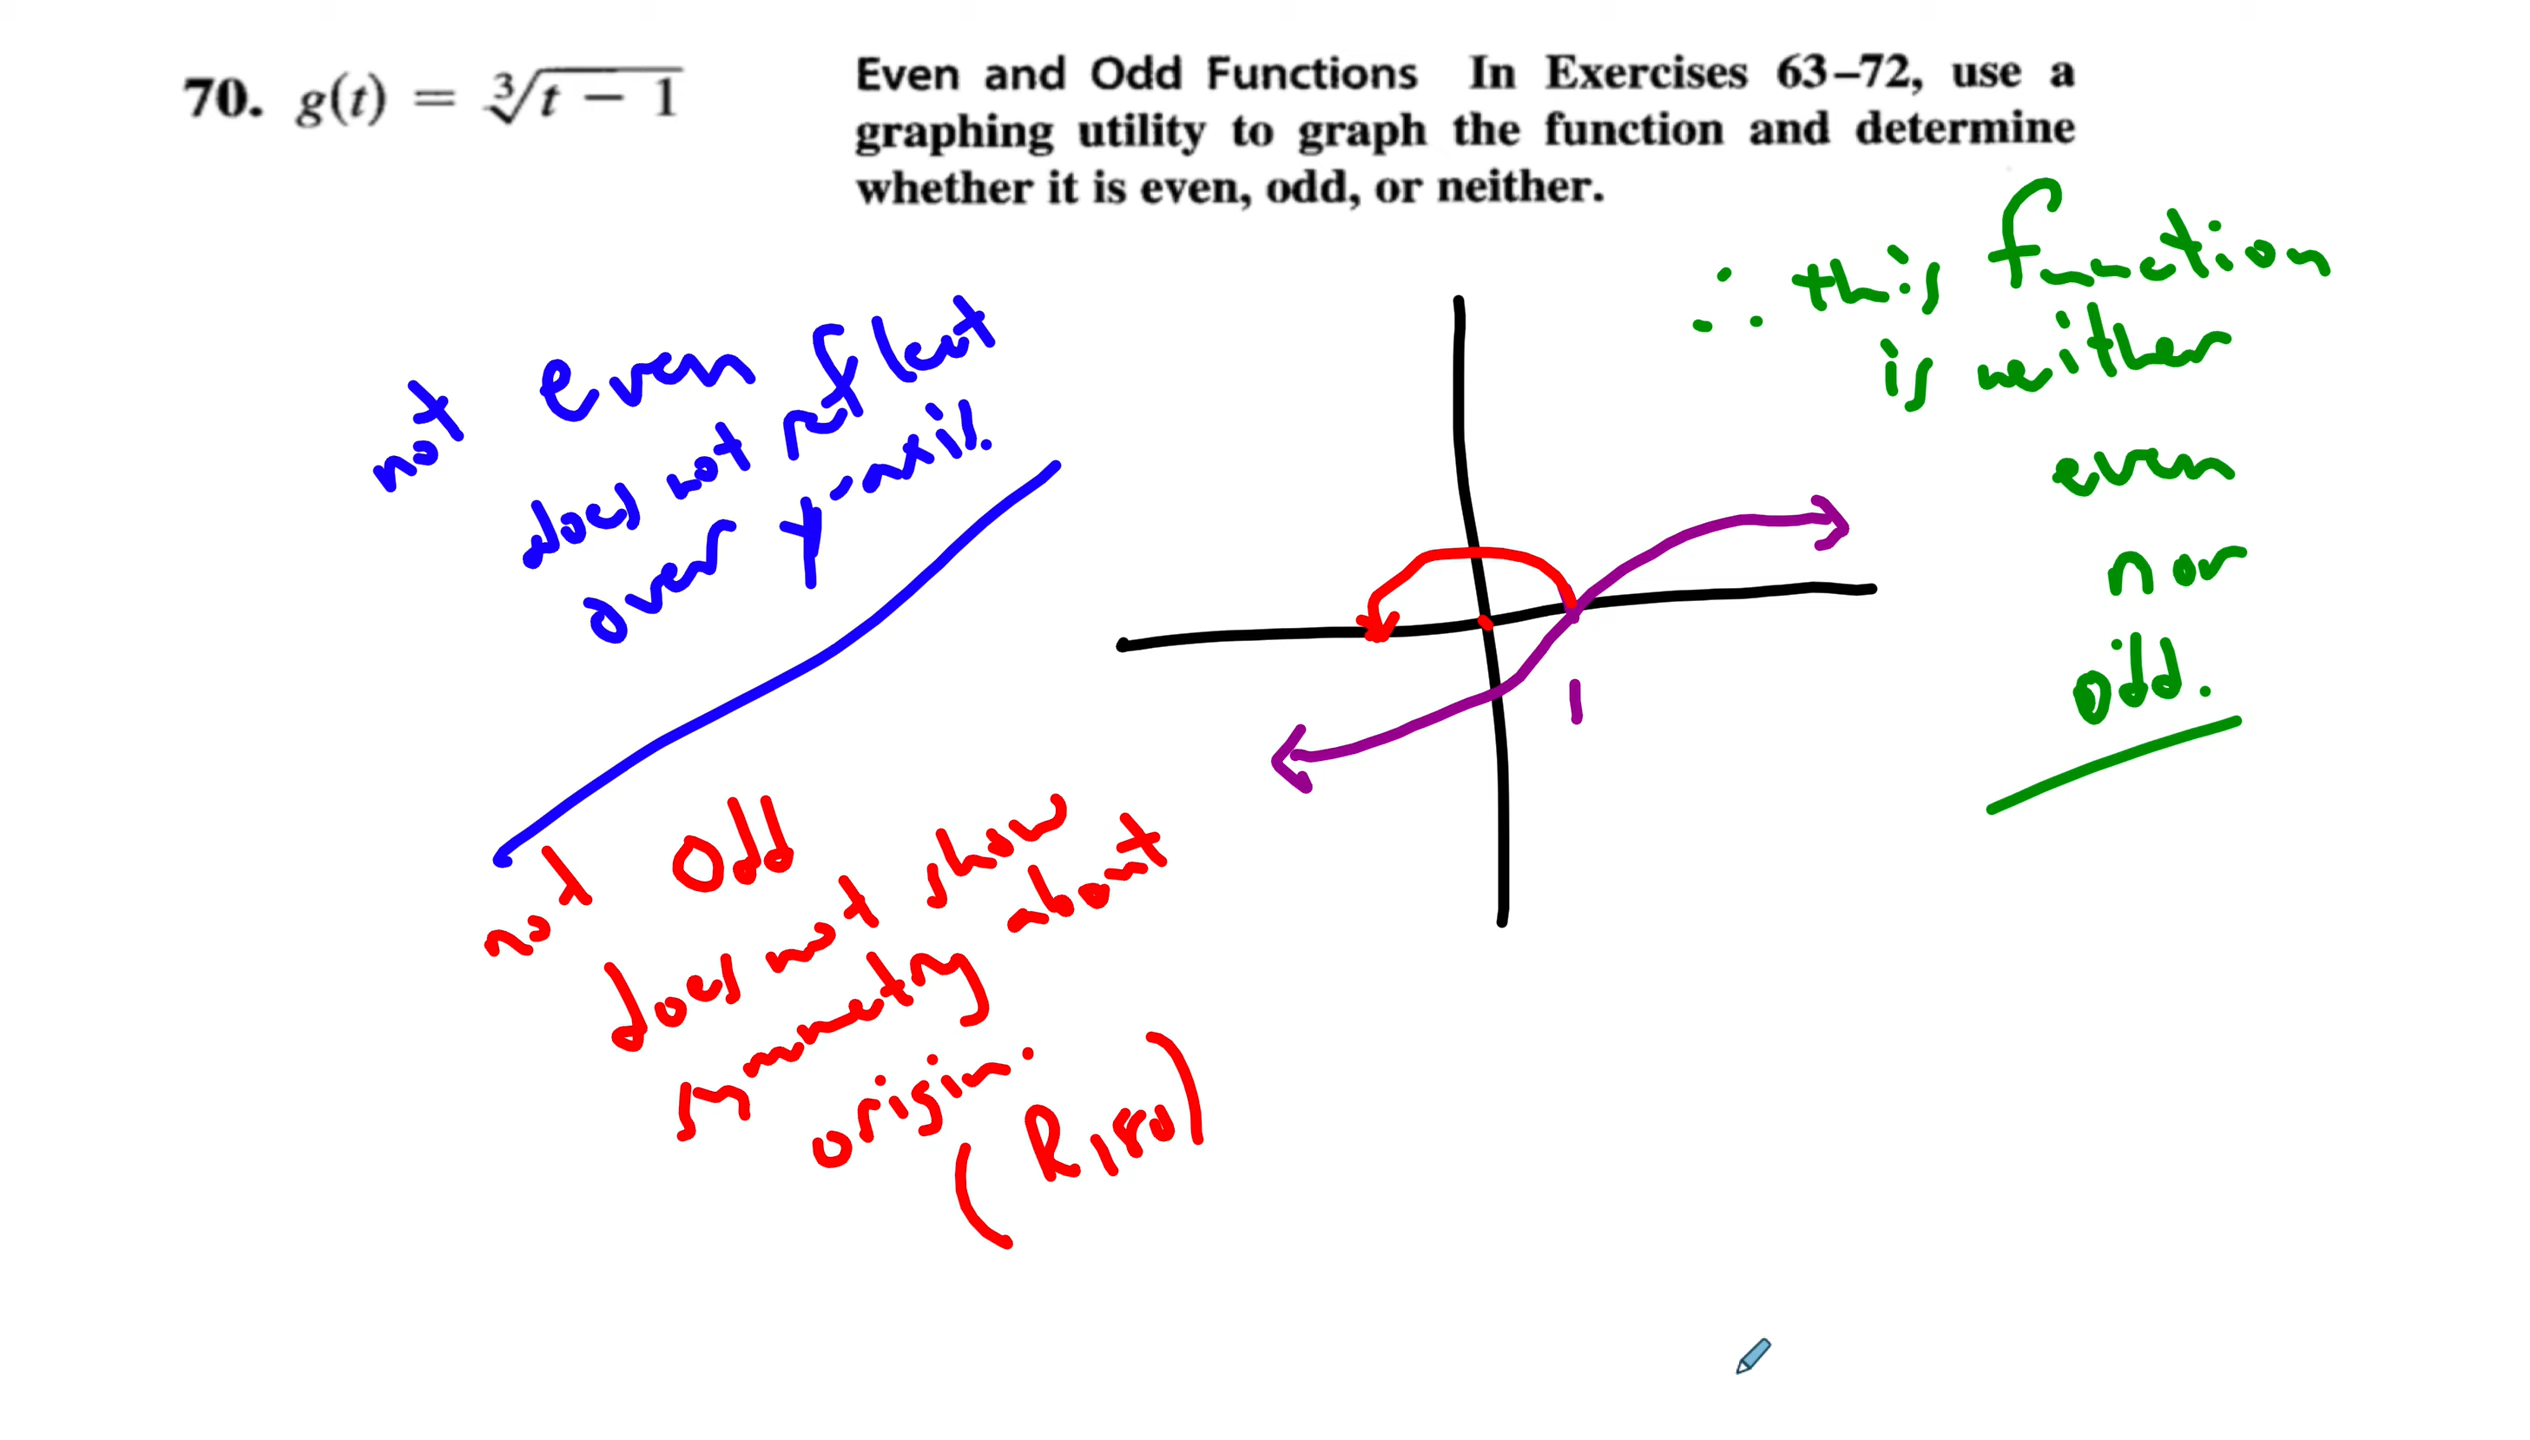 70. g(t) = ∛(t − 1)
Even and Odd Functions In Exercises 63–72, use a
graphing utility to graph the function and determine
whether it is even, odd, or neither.
not even
does not reflect
over y-axis.
not odd
does not show
symmetry about
origin.
(R180)
1
∴ this function
is neither
even
nor
odd.